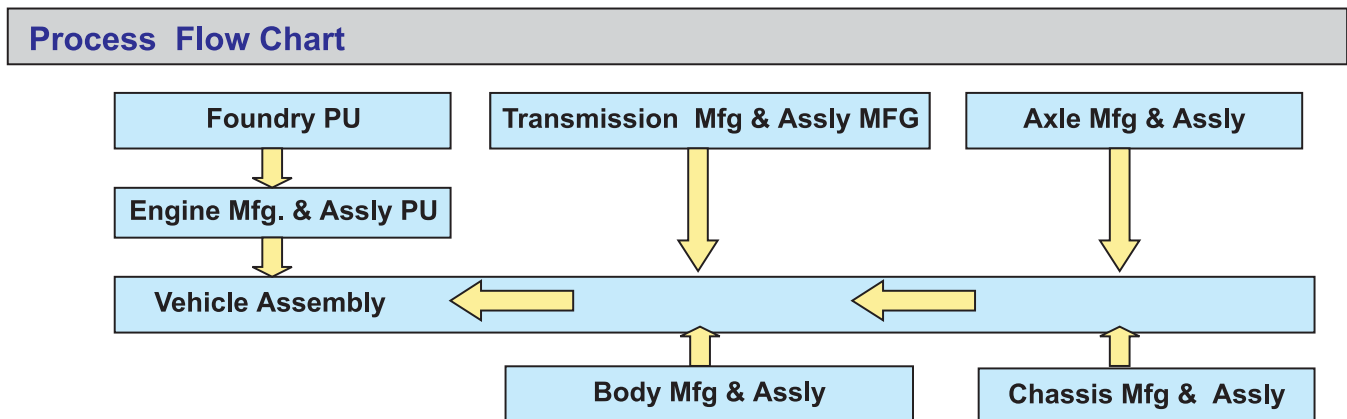 Process Flow Chart
Foundry PU
Transmission Mfg & Assly MFG
Axle Mfg & Assly
Engine Mfg. & Assly PU
Vehicle Assembly
Body Mfg & Assly
Chassis Mfg & Assly